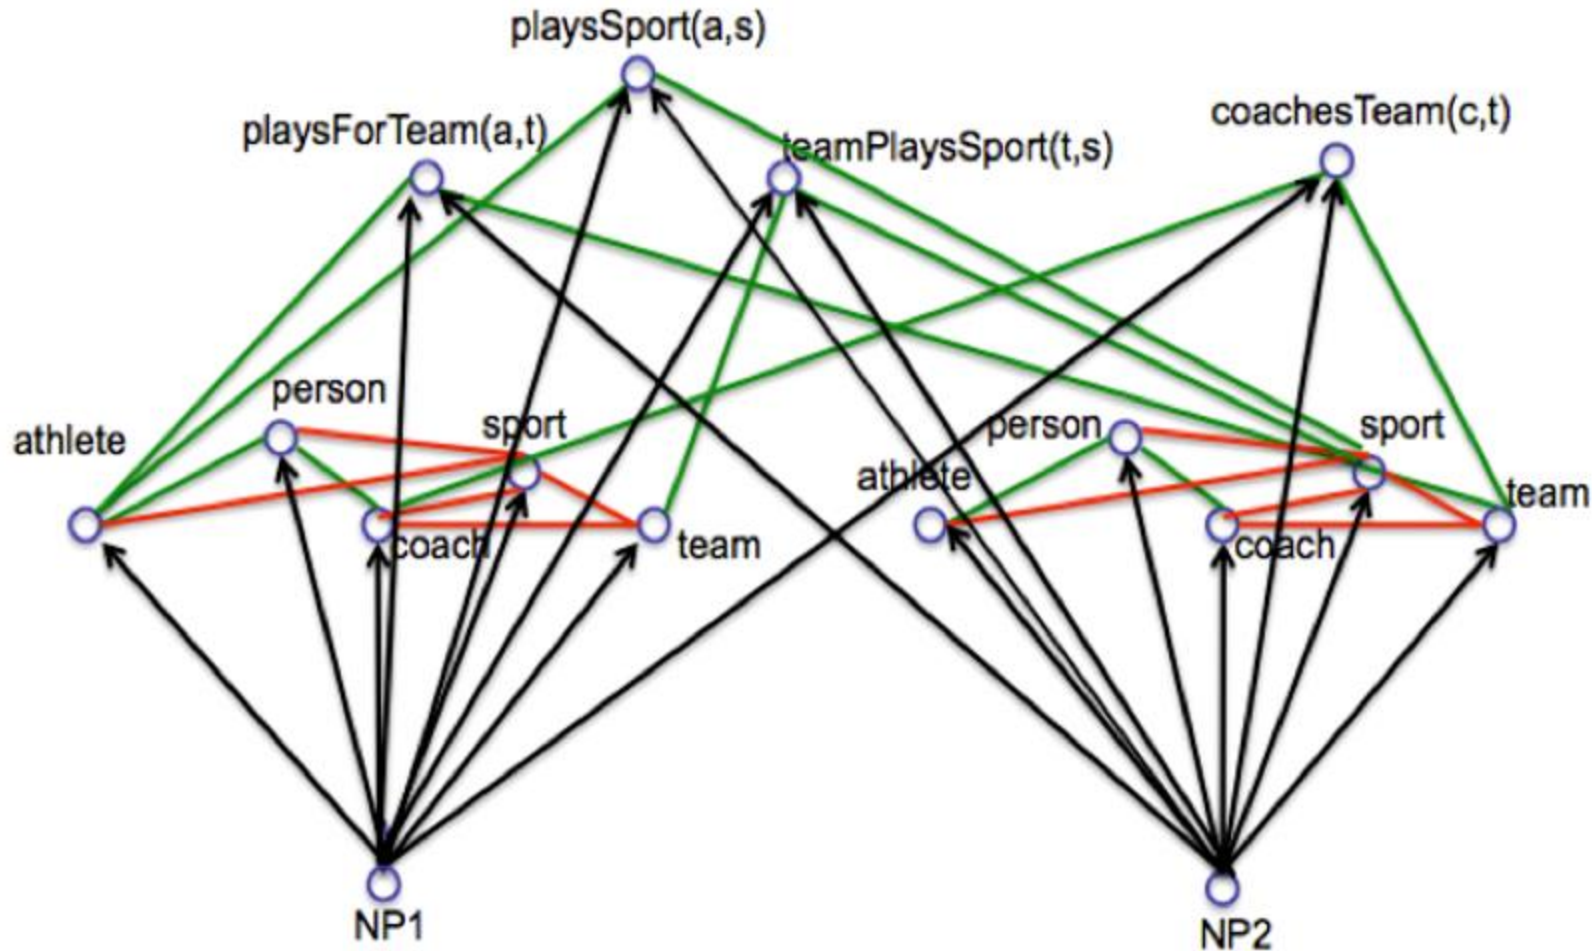 playsSport(a,s)
playsForTeam(a,t)
teamPlaysSport(t,s)
coachesTeam(c,t)
person
sport
athlete
coach
team
person
sport
athlete
team
coach
NP1
NP2